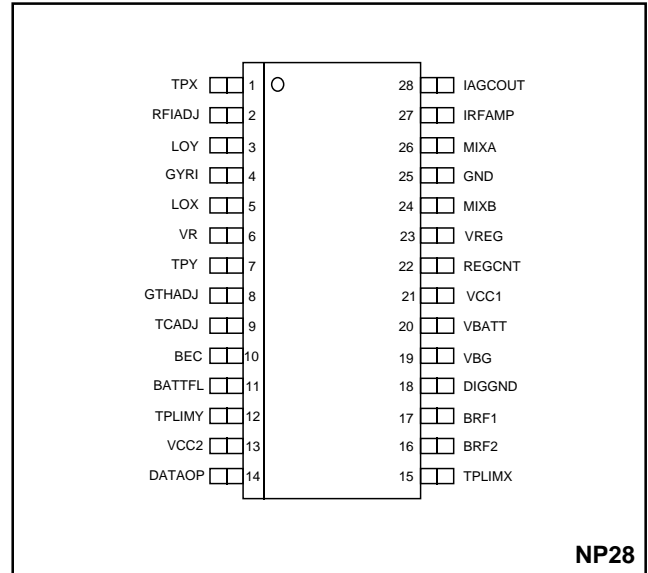 TPX 1 28 IAGCOUT
RFIADJ 2 27 IRFAMP
LOY 3 26 MIXA
GYRI 4 25 GND
LOX 5 24 MIXB
VR 6 23 VREG
TPY 7 22 REGCNT
GTHADJ 8 21 VCC1
TCADJ 9 20 VBATT
BEC 10 19 VBG
BATTFL 11 18 DIGGND
TPLIMY 12 17 BRF1
VCC2 13 16 BRF2
DATAOP 14 15 TPLIMX
NP28